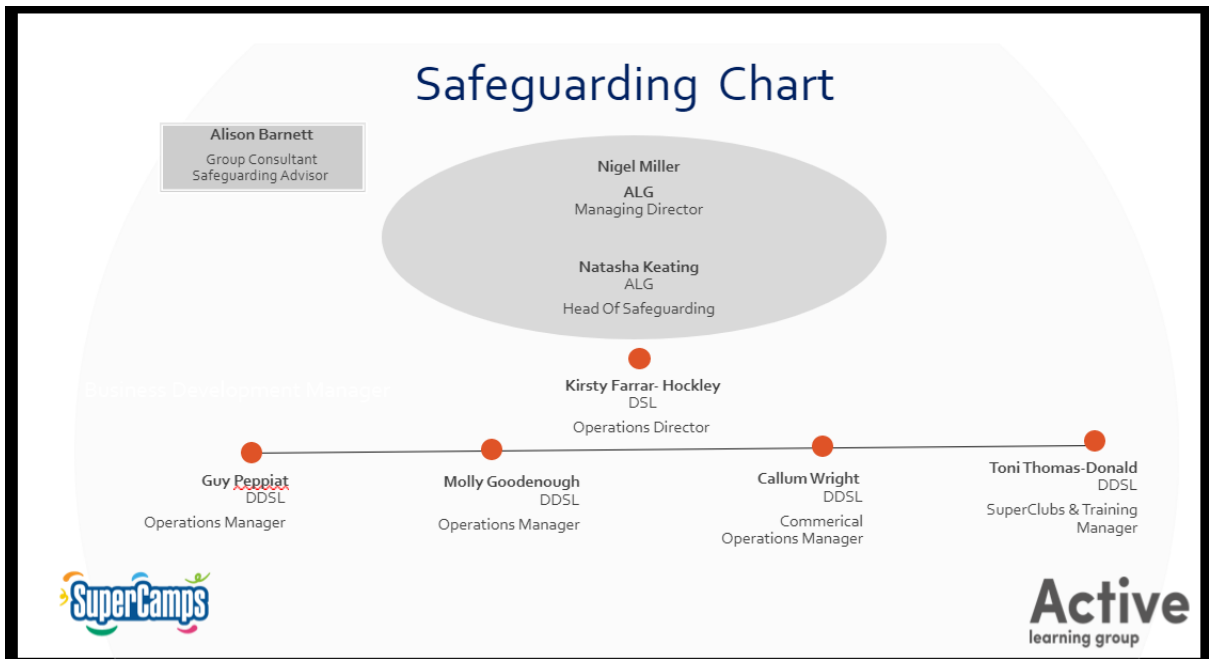 Safeguarding Chart
Alison Barnett
Group Consultant
Safeguarding Advisor
Nigel Miller
ALG
Managing Director
Natasha Keating
ALG
Head Of Safeguarding
Business Development Manager
Kirsty Farrar- Hockley
DSL
Operations Director
Guy Peppiat
DDSL
Operations Manager
Molly Goodenough
DDSL
Operations Manager
Callum Wright
DDSL
Commerical
Operations Manager
Toni Thomas-Donald
DDSL
SuperClubs & Training
Manager
SuperCamps
Active
learning group